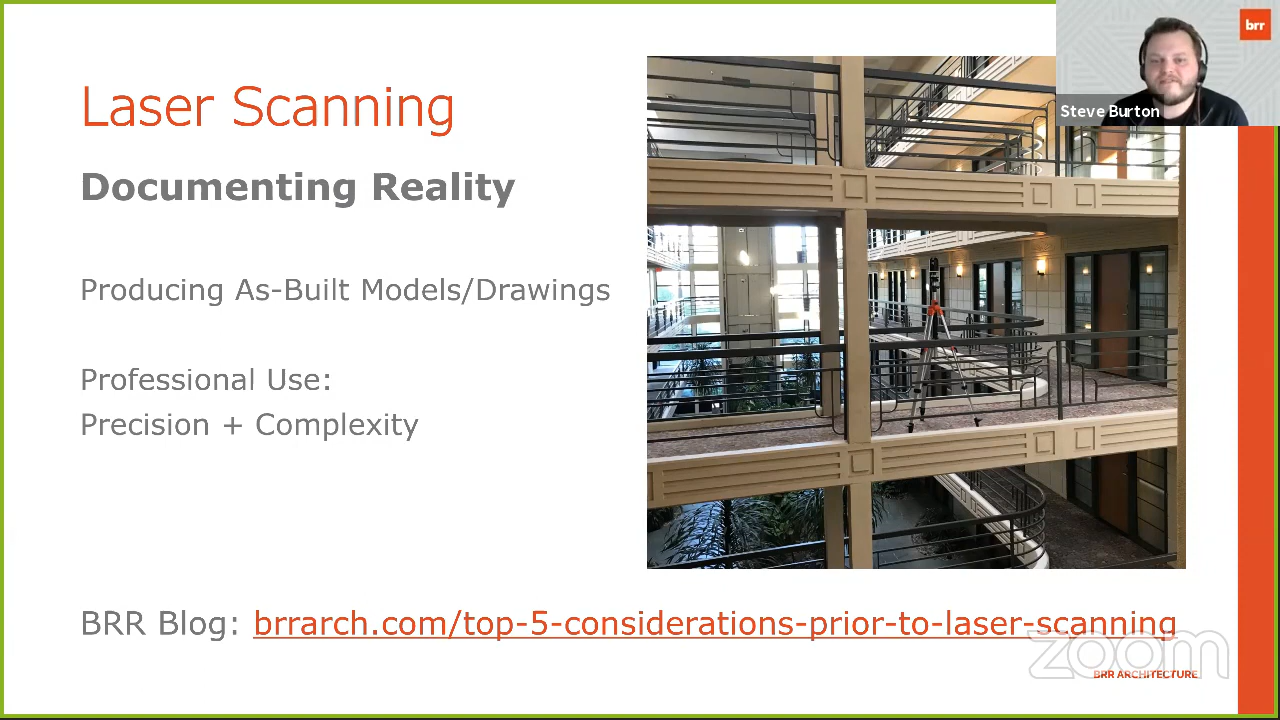 brr
Steve Burton
Laser Scanning
Documenting Reality
Producing As-Built Models/Drawings
Professional Use:
Precision + Complexity
BRR Blog: brrarch.com/top-5-considerations-prior-to-laser-scanning
zoom
BRR ARCHITECTURE